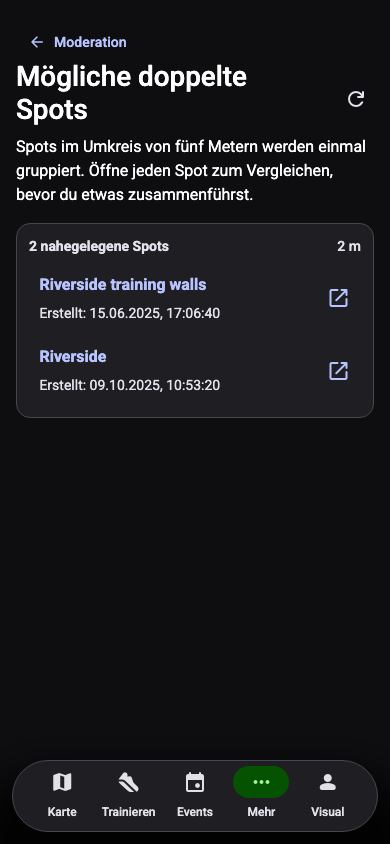 Moderation
Mögliche doppelte
Spots
Spots im Umkreis von fünf Metern werden einmal
gruppiert. Öffne jeden Spot zum Vergleichen,
bevor du etwas zusammenführst.
2 nahegelegene Spots 2 m
Riverside training walls
Erstellt: 15.06.2025, 17:06:40
Riverside
Erstellt: 09.10.2025, 10:53:20
Karte Trainieren Events Mehr Visual